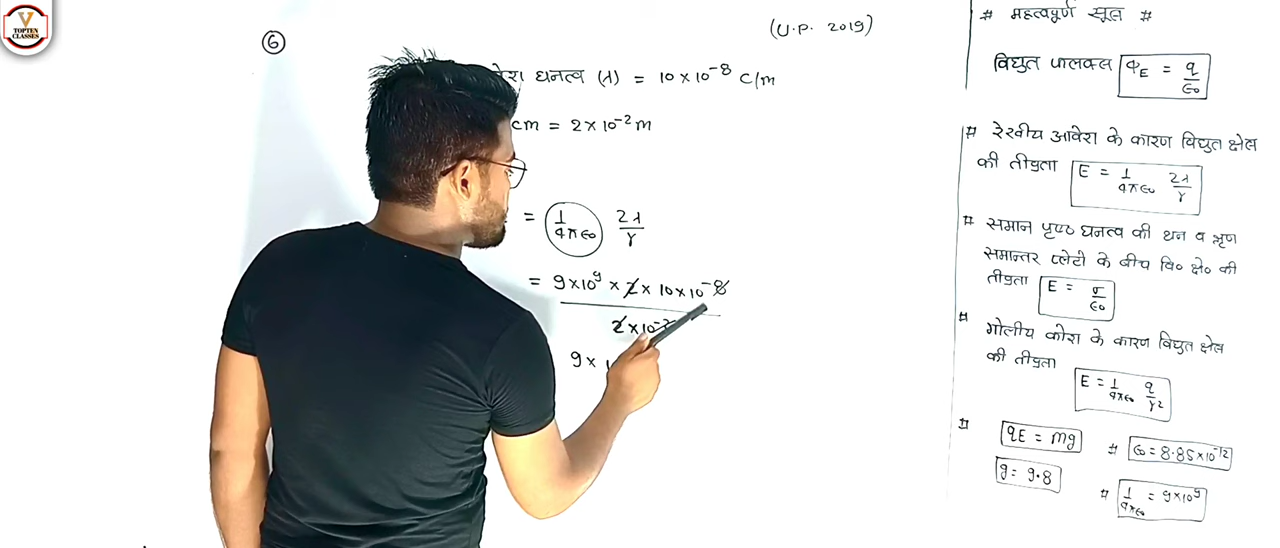 V
TOPTEN
CLASSES
⑥
(U.P. 2019)
घनत्व (λ) = 10 × 10⁻⁸ C/m
cm = 2 × 10⁻² m
= 1/4πε₀ 2λ/r
= 9 × 10⁹ × 2 × 10 × 10⁻⁸
2 × 10⁻²
9 ×
# महत्वपूर्ण सूत्र #
विद्युत फ्लक्स Φ_E = q/ε₀
# रेखीय आवेश के कारण विद्युत क्षेत्र
की तीव्रता E = 1/4πε₀ 2λ/r
# समान पृष्ठ घनत्व की धन व ऋण
समान्तर प्लेटो के बीच वि० क्षे० की
तीव्रता E = σ/ε₀
# गोलीय कोश के कारण विद्युत क्षेत्र
की तीव्रता
E = 1/4πε₀ q/r²
# qE = mg
g = 9.8
# ε₀ = 8.85×10⁻¹²
# 1/4πε₀ = 9×10⁹